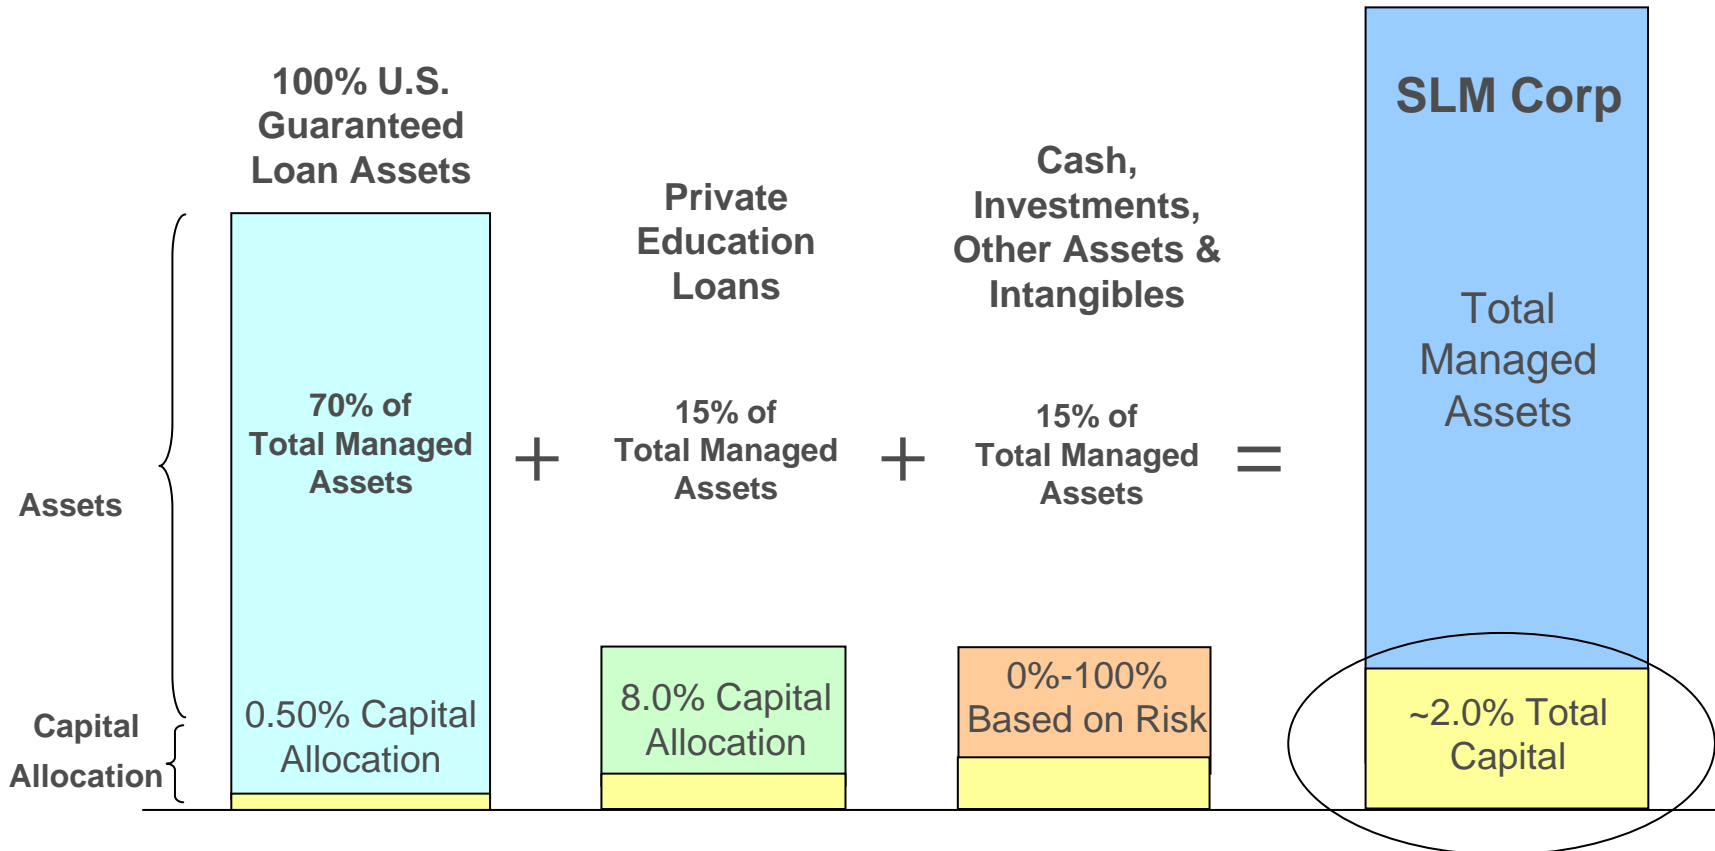 100% U.S.
Guaranteed
Loan Assets
Private
Education
Loans
Cash,
Investments,
Other Assets &
Intangibles
SLM Corp
Total
Managed
Assets
Assets
70% of
Total Managed
Assets
+
15% of
Total Managed
Assets
+
15% of
Total Managed
Assets
=
Capital
Allocation
0.50% Capital
Allocation
8.0% Capital
Allocation
0%-100%
Based on Risk
~2.0% Total
Capital